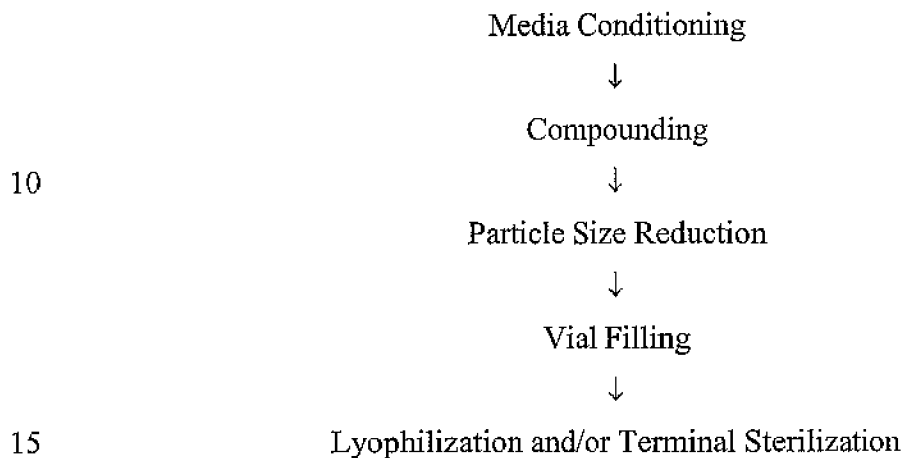 Media Conditioning
↓
Compounding
10 ↓
Particle Size Reduction
↓
Vial Filling
↓
15 Lyophilization and/or Terminal Sterilization